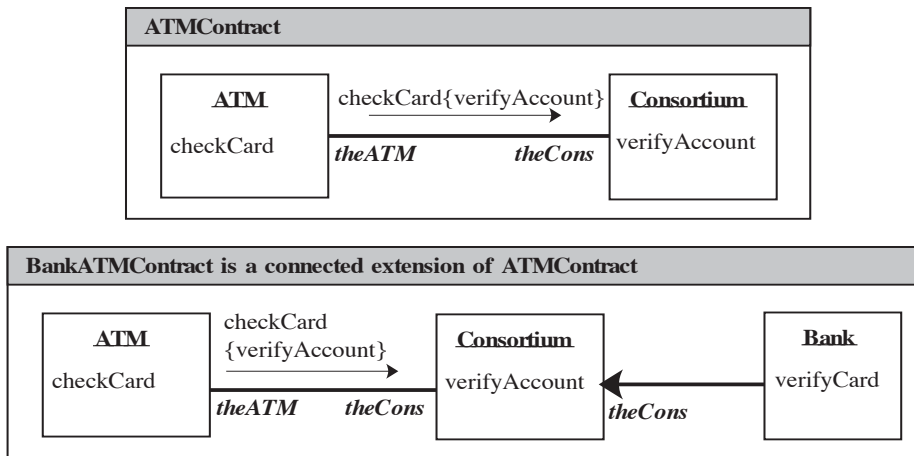 ATMContract
ATM
checkCard
checkCard{verifyAccount}
theATM
theCons
Consortium
verifyAccount
BankATMContract is a connected extension of ATMContract
ATM
checkCard
checkCard
{verifyAccount}
theATM
theCons
Consortium
verifyAccount
theCons
Bank
verifyCard